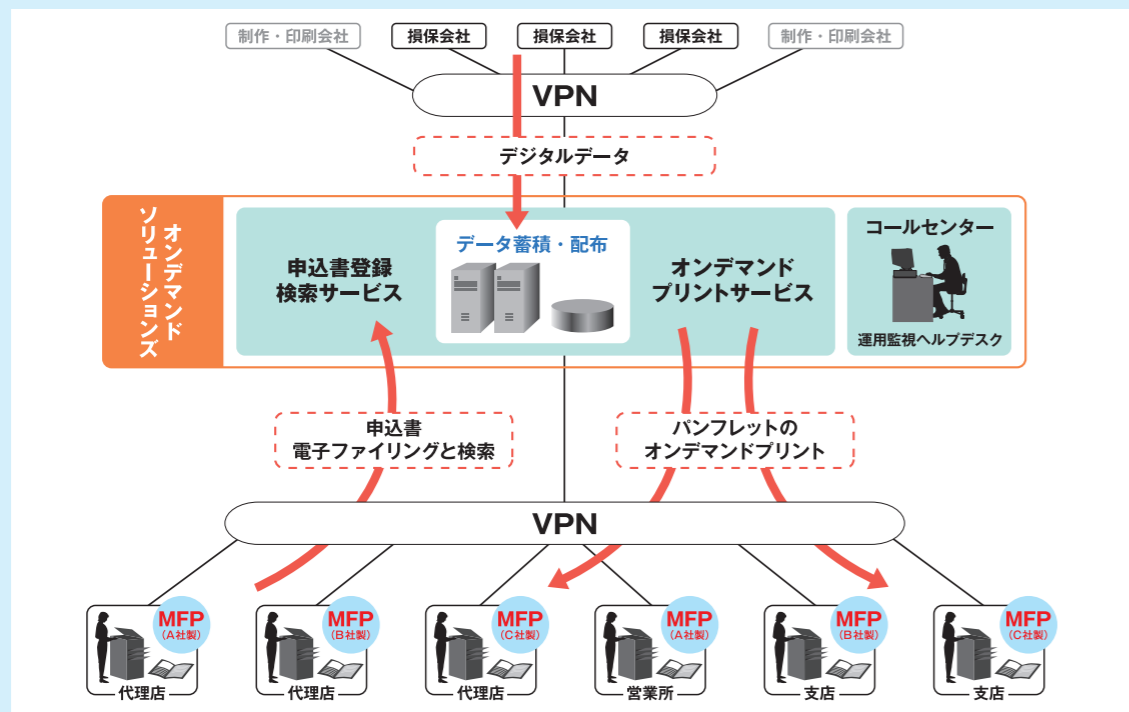 制作・印刷会社
損保会社
損保会社
損保会社
制作・印刷会社
VPN
デジタルデータ
オンデマンド
ソリューションズ
申込書登録
検索サービス
データ蓄積・配布
オンデマンド
プリントサービス
コールセンター
運用監視ヘルプデスク
申込書
電子ファイリングと検索
パンフレットの
オンデマンドプリント
VPN
MFP
(A社製)
代理店
MFP
(B社製)
代理店
MFP
(C社製)
代理店
MFP
(A社製)
営業所
MFP
(B社製)
支店
MFP
(C社製)
支店